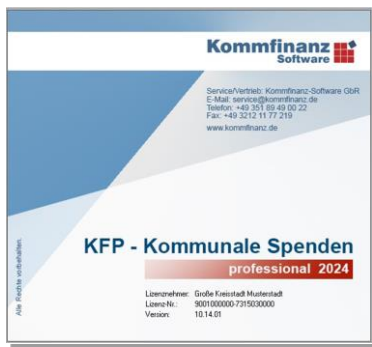 Kommfinanz
Software
Service/Vertrieb: Kommfinanz-Software GbR
E-Mail: service@kommfinanz.de
Telefon: +49 351 89 49 00 22
Fax: +49 3212 11 77 219
www.kommfinanz.de
KFP - Kommunale Spenden
professional 2024
Lizenznehmer: Große Kreisstadt Musterstadt
Lizenz-Nr.: 9001000000-7315030000
Version: 10.14.01
Alle Rechte vorbehalten.